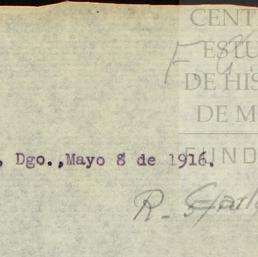 CENT
ESTU
DE HIS
DE M
FUND
, Dgo.,Mayo 8 de 1916.
R.